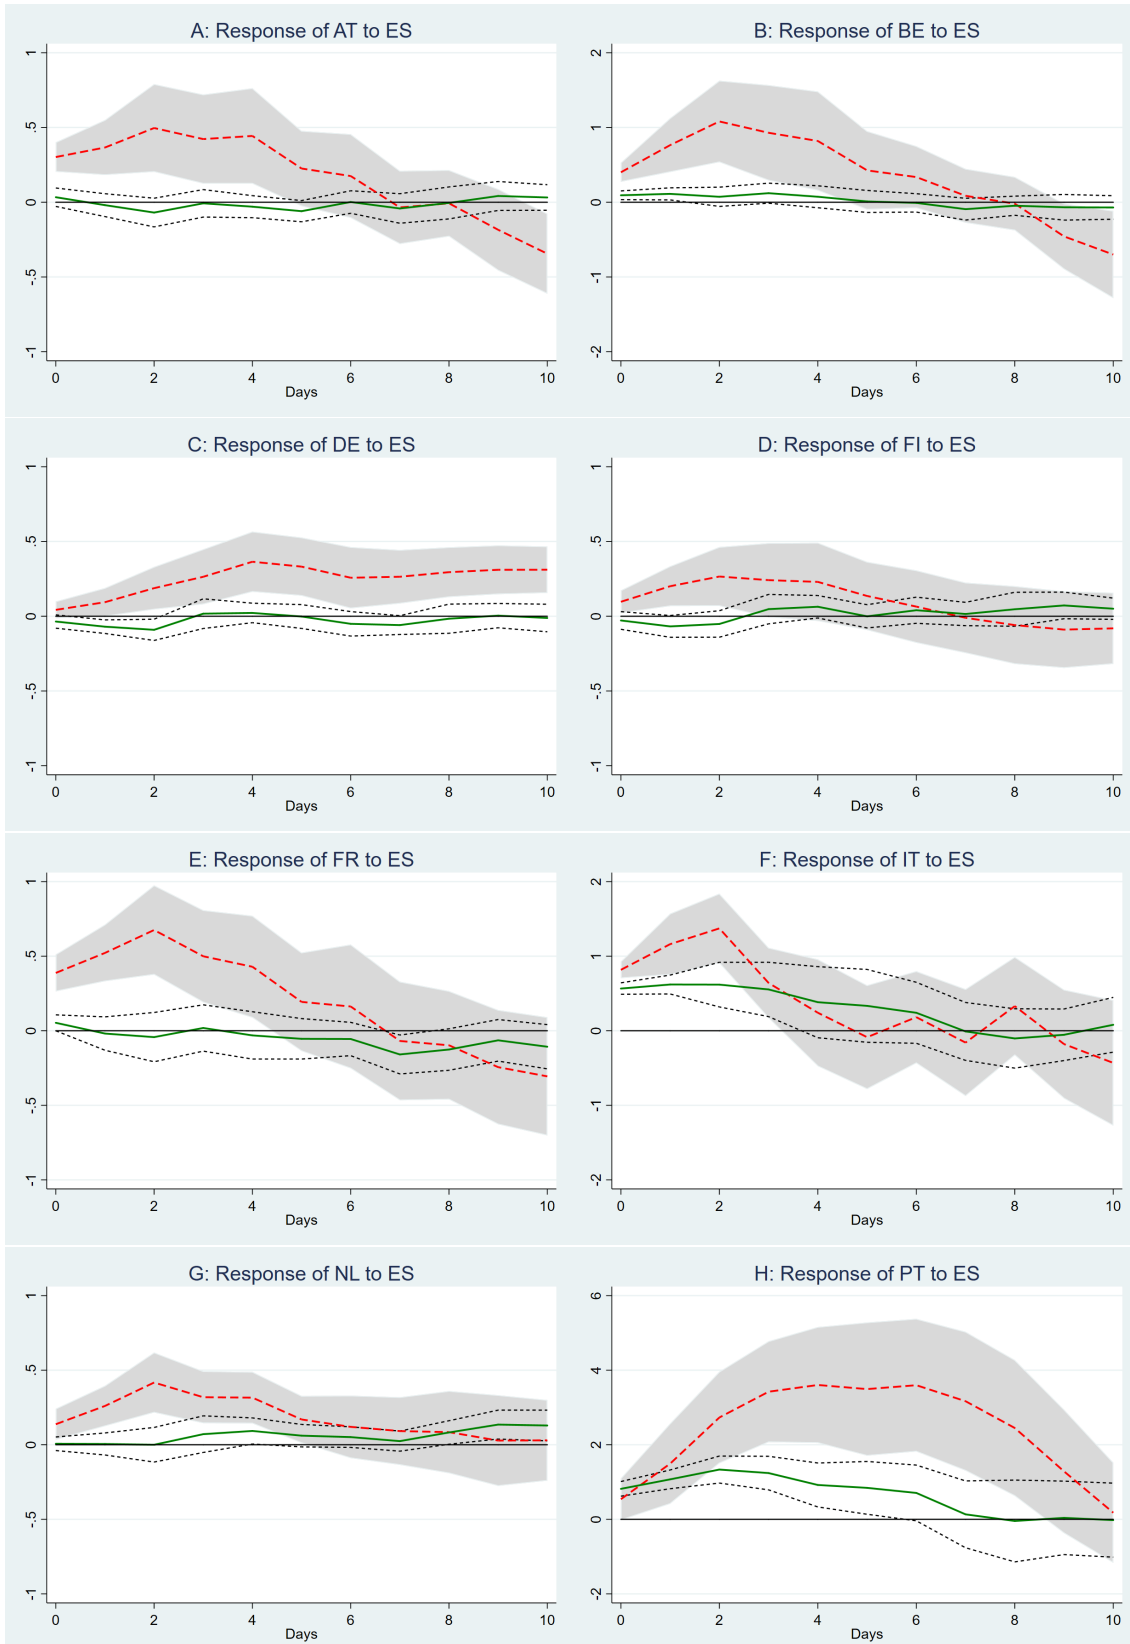 A: Response of AT to ES
1
.5
0
-.5
-1
0 2 4 6 8 10
Days
B: Response of BE to ES
2
1
0
-1
-2
0 2 4 6 8 10
Days
C: Response of DE to ES
1
.5
0
-.5
-1
0 2 4 6 8 10
Days
D: Response of FI to ES
1
.5
0
-.5
-1
0 2 4 6 8 10
Days
E: Response of FR to ES
1
.5
0
-.5
-1
0 2 4 6 8 10
Days
F: Response of IT to ES
2
1
0
-1
-2
0 2 4 6 8 10
Days
G: Response of NL to ES
1
.5
0
-.5
-1
0 2 4 6 8 10
Days
H: Response of PT to ES
6
4
2
0
-2
0 2 4 6 8 10
Days